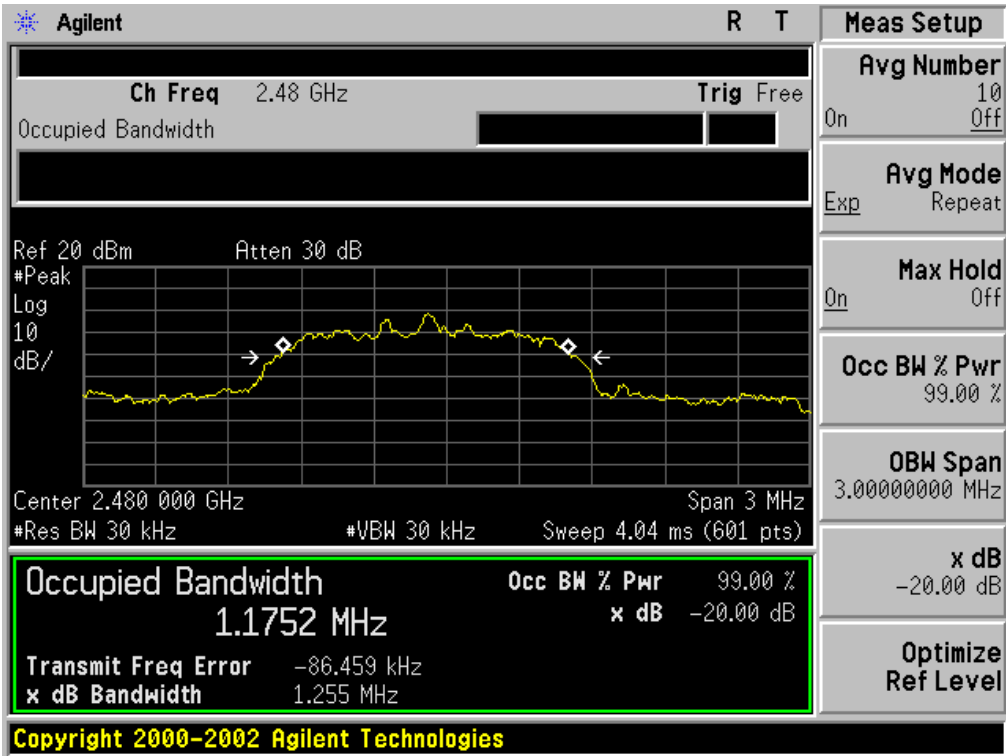 Agilent R T
Ch Freq 2.48 GHz Trig Free
Occupied Bandwidth
Ref 20 dBm Atten 30 dB
#Peak
Log
10
dB/
Center 2.480 000 GHz Span 3 MHz
#Res BW 30 kHz #VBW 30 kHz Sweep 4.04 ms (601 pts)
Occupied Bandwidth
1.1752 MHz
Occ BW % Pwr 99.00 %
x dB -20.00 dB
Transmit Freq Error -86.459 kHz
x dB Bandwidth 1.255 MHz
Copyright 2000-2002 Agilent Technologies
Meas Setup
Avg Number
10
On Off
Avg Mode
Exp Repeat
Max Hold
On Off
Occ BW % Pwr
99.00 %
OBW Span
3.00000000 MHz
x dB
-20.00 dB
Optimize
Ref Level